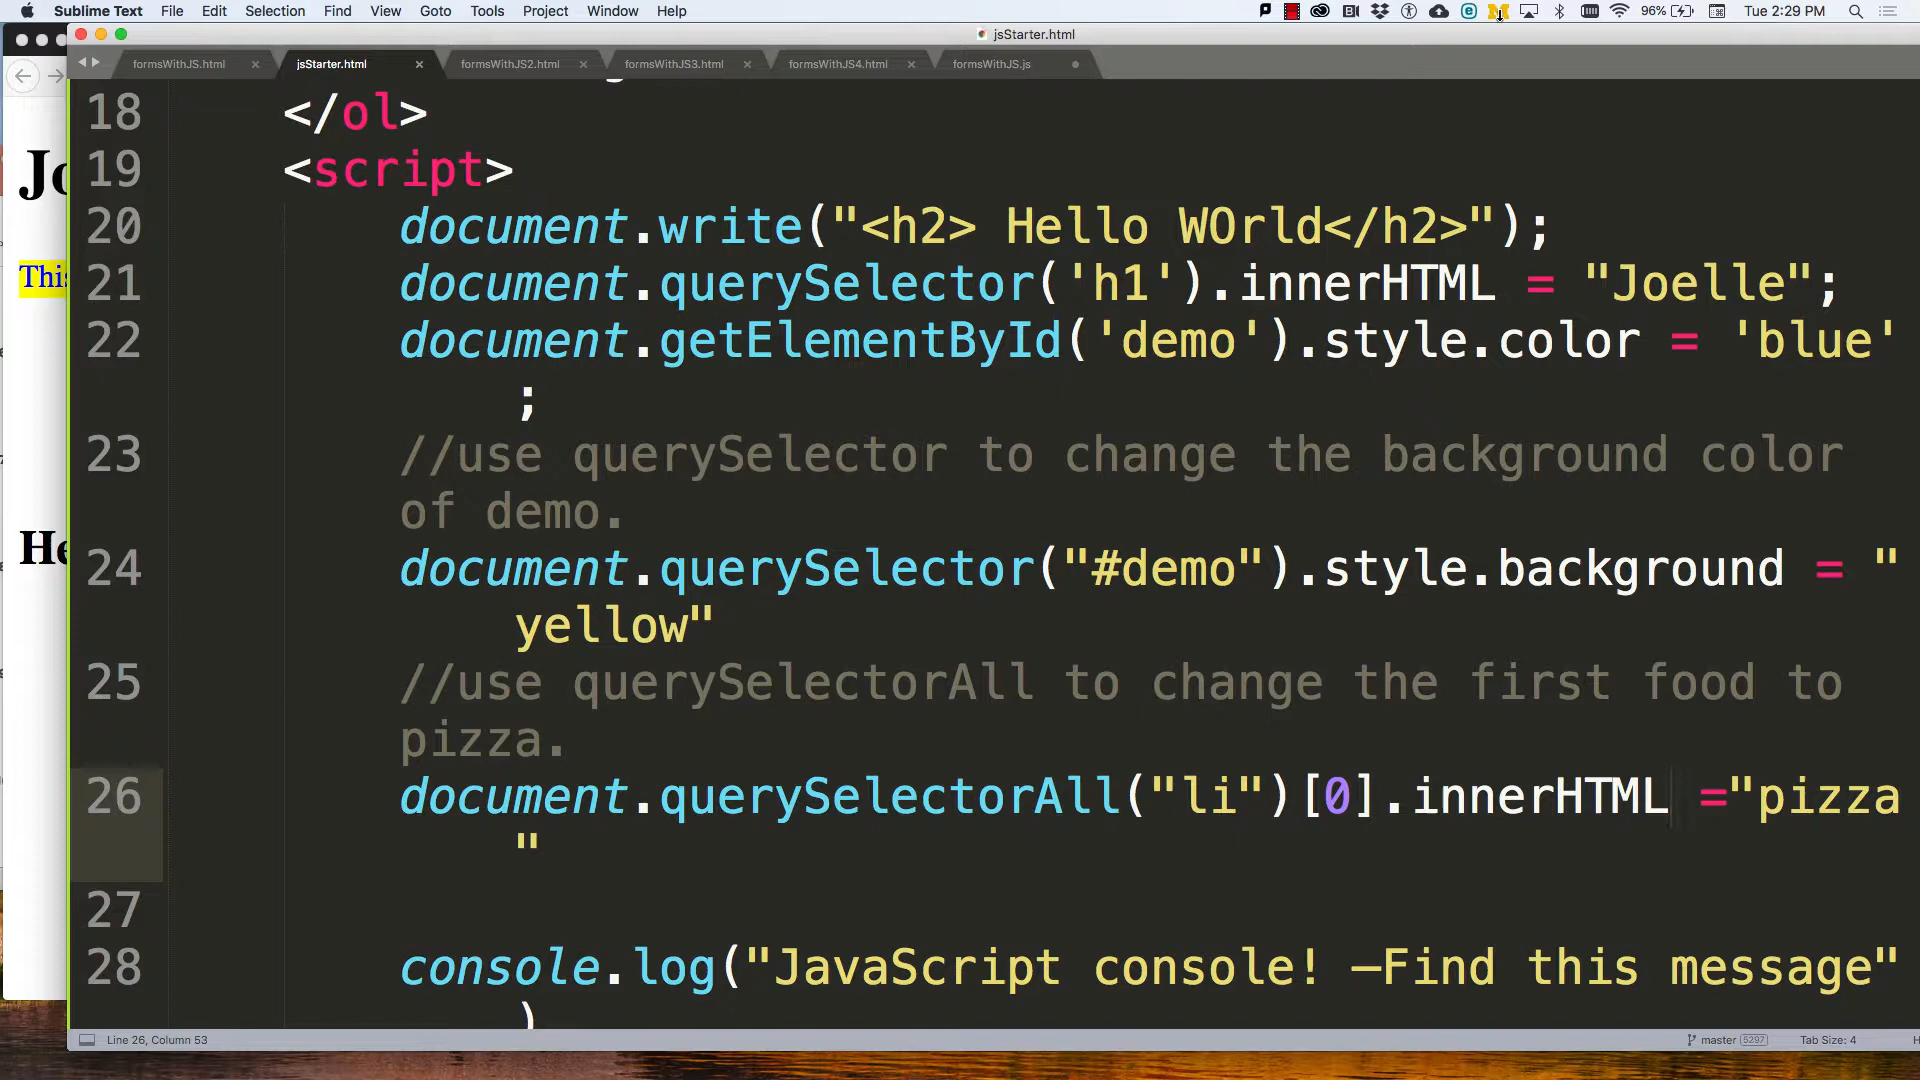 Sublime Text File Edit Selection Find View Goto Tools Project Window Help 96% Tue 2:29 PM
jsStarter.html
formsWithJS.html jsStarter.html formsWithJS2.html formsWithJS3.html formsWithJS4.html formsWithJS.js
18 </ol>
19 <script>
20 document.write("<h2> Hello WOrld</h2>");
21 document.querySelector('h1').innerHTML = "Joelle";
22 document.getElementById('demo').style.color = 'blue'
;
23 //use querySelector to change the background color
of demo.
24 document.querySelector("#demo").style.background = "
yellow"
25 //use querySelectorAll to change the first food to
pizza.
26 document.querySelectorAll("li")[0].innerHTML ="pizza
"
27
28 console.log("JavaScript console! —Find this message"
)
Line 26, Column 53 master 5297 Tab Size: 4
Jo
This
He